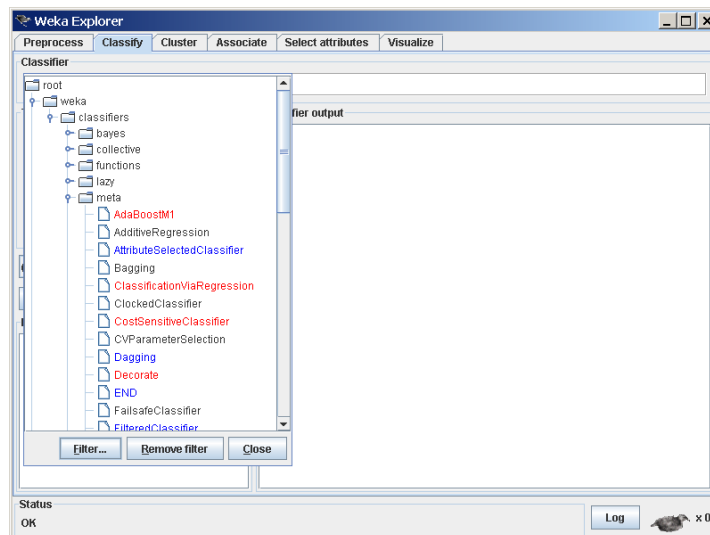 Weka Explorer
Preprocess Classify Cluster Associate Select attributes Visualize
Classifier
root
weka
classifiers
bayes
collective
functions
lazy
meta
AdaBoostM1
AdditiveRegression
AttributeSelectedClassifier
Bagging
ClassificationViaRegression
ClockedClassifier
CostSensitiveClassifier
CVParameterSelection
Dagging
Decorate
END
FailsafeClassifier
FilteredClassifier
Filter... Remove filter Close
fier output
Status
OK
Log x 0